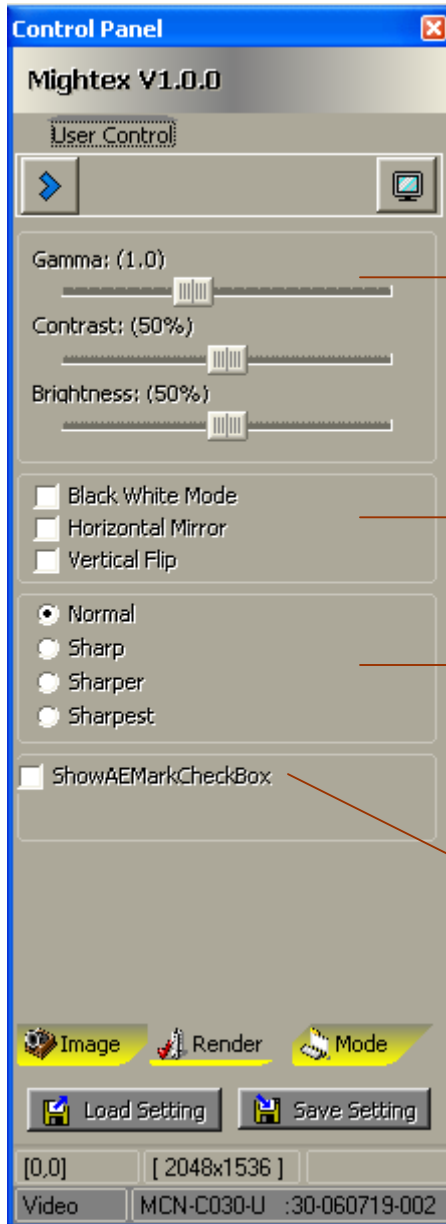 Control Panel
Mightex V1.0.0
User Control
Gamma: (1.0)
Contrast: (50%)
Brightness: (50%)
Black White Mode
Horizontal Mirror
Vertical Flip
Normal
Sharp
Sharper
Sharpest
ShowAEMarkCheckBox
Image Render Mode
Load Setting Save Setting
[0,0] [ 2048x1536 ]
Video MCN-C030-U :30-060719-002